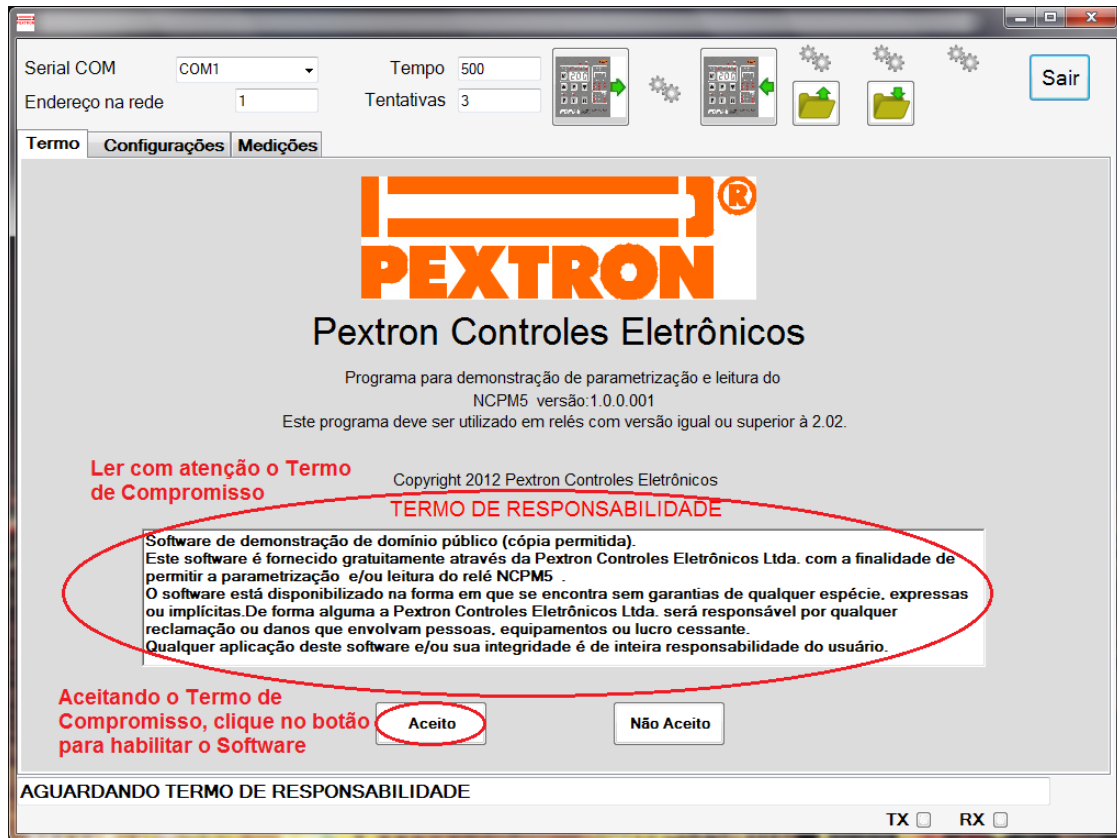 Serial COM COM1 Tempo 500
Sair
Endereço na rede 1 Tentativas 3
Termo Configurações Medições
®
PEXTRON
Pextron Controles Eletrônicos
Programa para demonstração de parametrização e leitura do
NCPM5 versão:1.0.0.001
Este programa deve ser utilizado em relés com versão igual ou superior à 2.02.
Ler com atenção o Termo
de Compromisso
Copyright 2012 Pextron Controles Eletrônicos
TERMO DE RESPONSABILIDADE
Software de demonstração de domínio público (cópia permitida).
Este software é fornecido gratuitamente através da Pextron Controles Eletrônicos Ltda. com a finalidade de
permitir a parametrização e/ou leitura do relé NCPM5 .
O software está disponibilizado na forma em que se encontra sem garantias de qualquer espécie, expressas
ou implícitas.De forma alguma a Pextron Controles Eletrônicos Ltda. será responsável por qualquer
reclamação ou danos que envolvam pessoas, equipamentos ou lucro cessante.
Qualquer aplicação deste software e/ou sua integridade é de inteira responsabilidade do usuário.
Aceitando o Termo de
Compromisso, clique no botão
para habilitar o Software
Aceito Não Aceito
AGUARDANDO TERMO DE RESPONSABILIDADE
TX RX